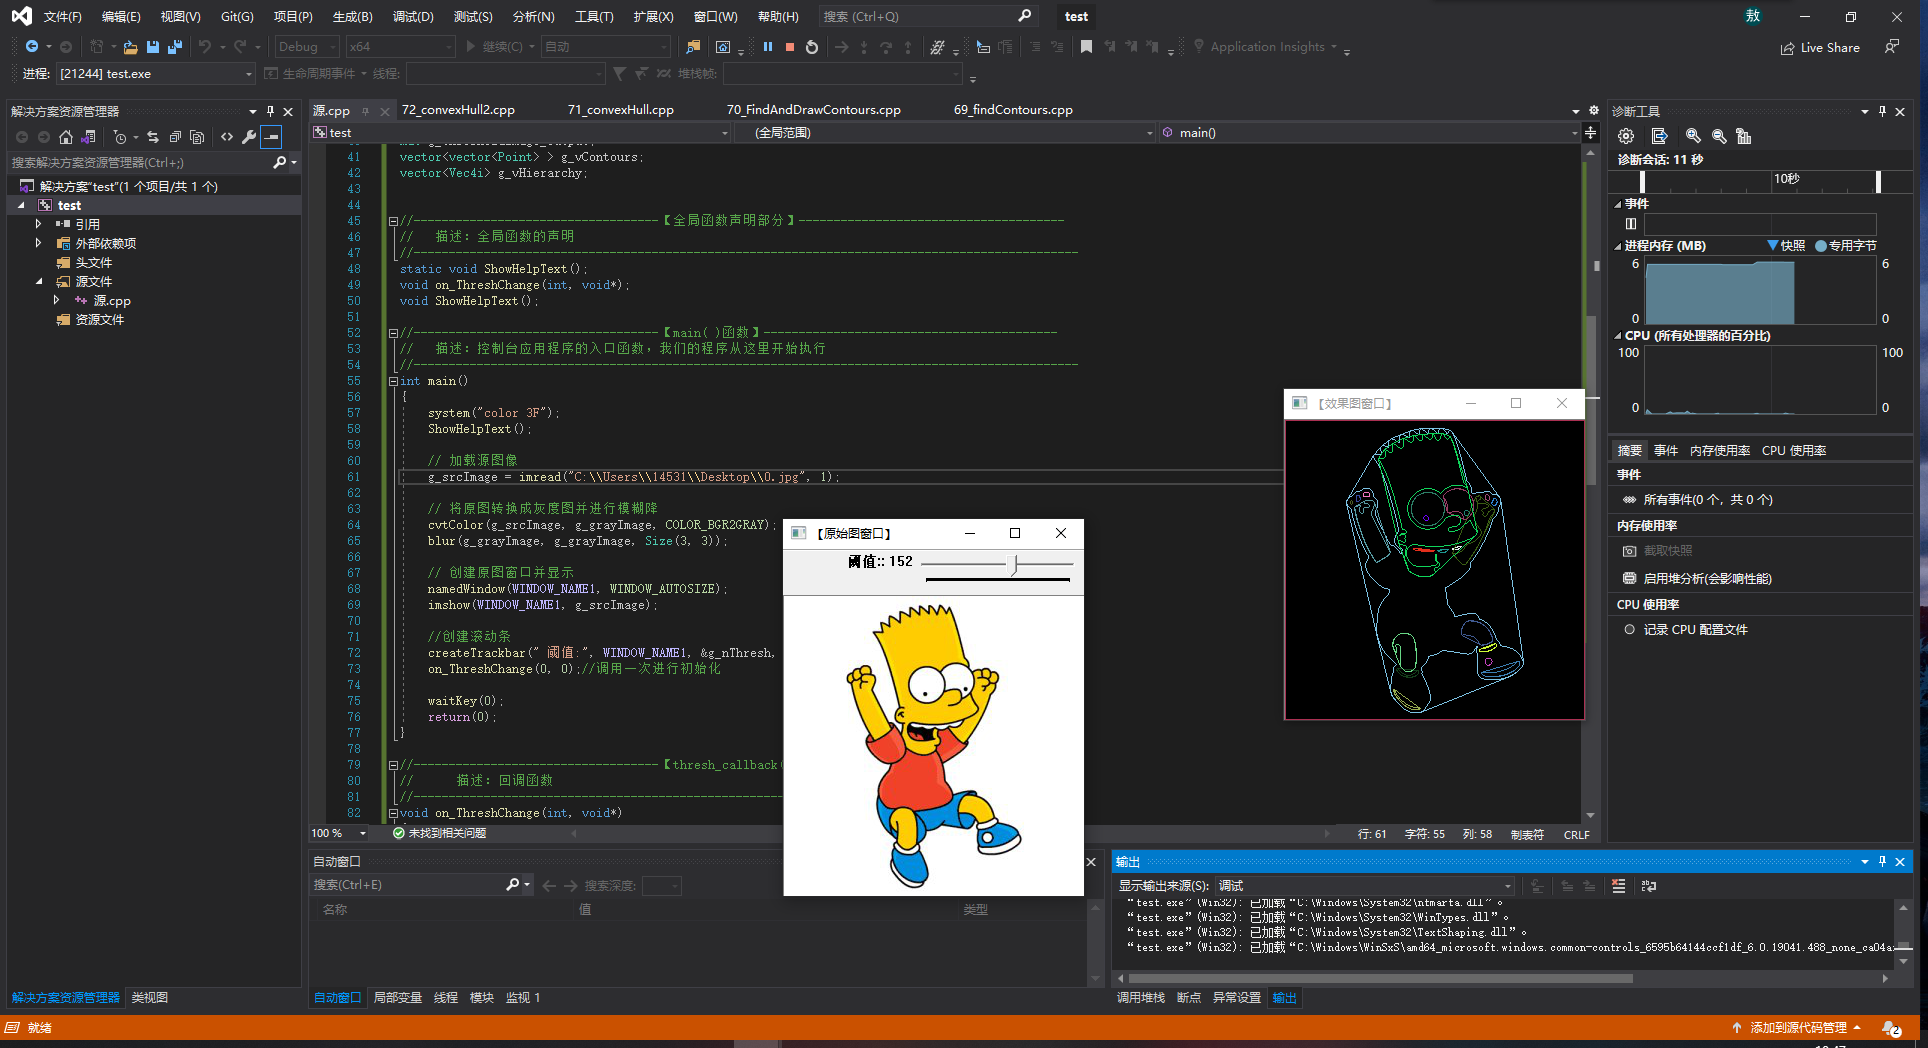 文件(F) 编辑(E) 视图(V) Git(G) 项目(P) 生成(B) 调试(D) 测试(S) 分析(N) 工具(T) 扩展(X) 窗口(W) 帮助(H) 搜索 (Ctrl+Q) test 敖
Debug x64 继续(C) 自动 Application Insights Live Share
进程: [21244] test.exe 生命周期事件 线程: 堆栈帧:
解决方案资源管理器
搜索解决方案资源管理器(Ctrl+;)
解决方案"test"(1 个项目/共 1 个)
test
引用
外部依赖项
头文件
源文件
源.cpp
资源文件
解决方案资源管理器 类视图
源.cpp 72_convexHull2.cpp 71_convexHull.cpp 70_FindAndDrawContours.cpp 69_findContours.cpp
test (全局范围) main()
41 vector<vector<Point> > g_vContours;
42 vector<Vec4i> g_vHierarchy;
43
44
45 //-----------------------------------【全局函数声明部分】--------------------------------------
46 // 描述: 全局函数的声明
47 //-----------------------------------------------------------------------------------------------
48 static void ShowHelpText();
49 void on_ThreshChange(int, void*);
50 void ShowHelpText();
51
52 //-----------------------------------【main( )函数】------------------------------------------
53 // 描述: 控制台应用程序的入口函数，我们的程序从这里开始执行
54 //-----------------------------------------------------------------------------------------------
55 int main()
56 {
57 system("color 3F");
58 ShowHelpText();
59
60 // 加载源图像
61 g_srcImage = imread("C:\\Users\\14531\\Desktop\\0.jpg", 1);
62
63 // 将原图转换成灰度图并进行模糊降
64 cvtColor(g_srcImage, g_grayImage, COLOR_BGR2GRAY);
65 blur(g_grayImage, g_grayImage, Size(3, 3));
66
67 // 创建原图窗口并显示
68 namedWindow(WINDOW_NAME1, WINDOW_AUTOSIZE);
69 imshow(WINDOW_NAME1, g_srcImage);
70
71 //创建滚动条
72 createTrackbar(" 阈值:", WINDOW_NAME1, &g_nThresh,
73 on_ThreshChange(0, 0);//调用一次进行初始化
74
75 waitKey(0);
76 return(0);
77 }
78
79 //-----------------------------------【thresh_callback(
80 // 描述: 回调函数
81 //-----------------------------------------------------
82 void on_ThreshChange(int, void*)
100 % 未找到相关问题 行: 61 字符: 55 列: 58 制表符 CRLF
【原始图窗口】
阈值:: 152
【效果图窗口】
自动窗口
搜索(Ctrl+E) 搜索深度:
名称 值 类型
自动窗口 局部变量 线程 模块 监视 1
输出
显示输出来源(S): 调试
“test.exe” (Win32): 已加载 “C:\Windows\System32\ntmarta.dll”。
“test.exe” (Win32): 已加载 “C:\Windows\System32\WinTypes.dll”。
“test.exe” (Win32): 已加载 “C:\Windows\System32\TextShaping.dll”。
“test.exe” (Win32): 已加载 “C:\Windows\WinSxS\amd64_microsoft.windows.common-controls_6595b64144ccf1df_6.0.19041.488_none_ca04a
调用堆栈 断点 异常设置 输出
诊断工具
诊断会话: 11 秒
10秒
事件
进程内存 (MB) 快照 专用字节
6 6
0 0
CPU (所有处理器的百分比)
100 100
0 0
摘要 事件 内存使用率 CPU 使用率
事件
所有事件(0 个，共 0 个)
内存使用率
截取快照
启用堆分析(会影响性能)
CPU 使用率
记录 CPU 配置文件
就绪 添加到源代码管理 2